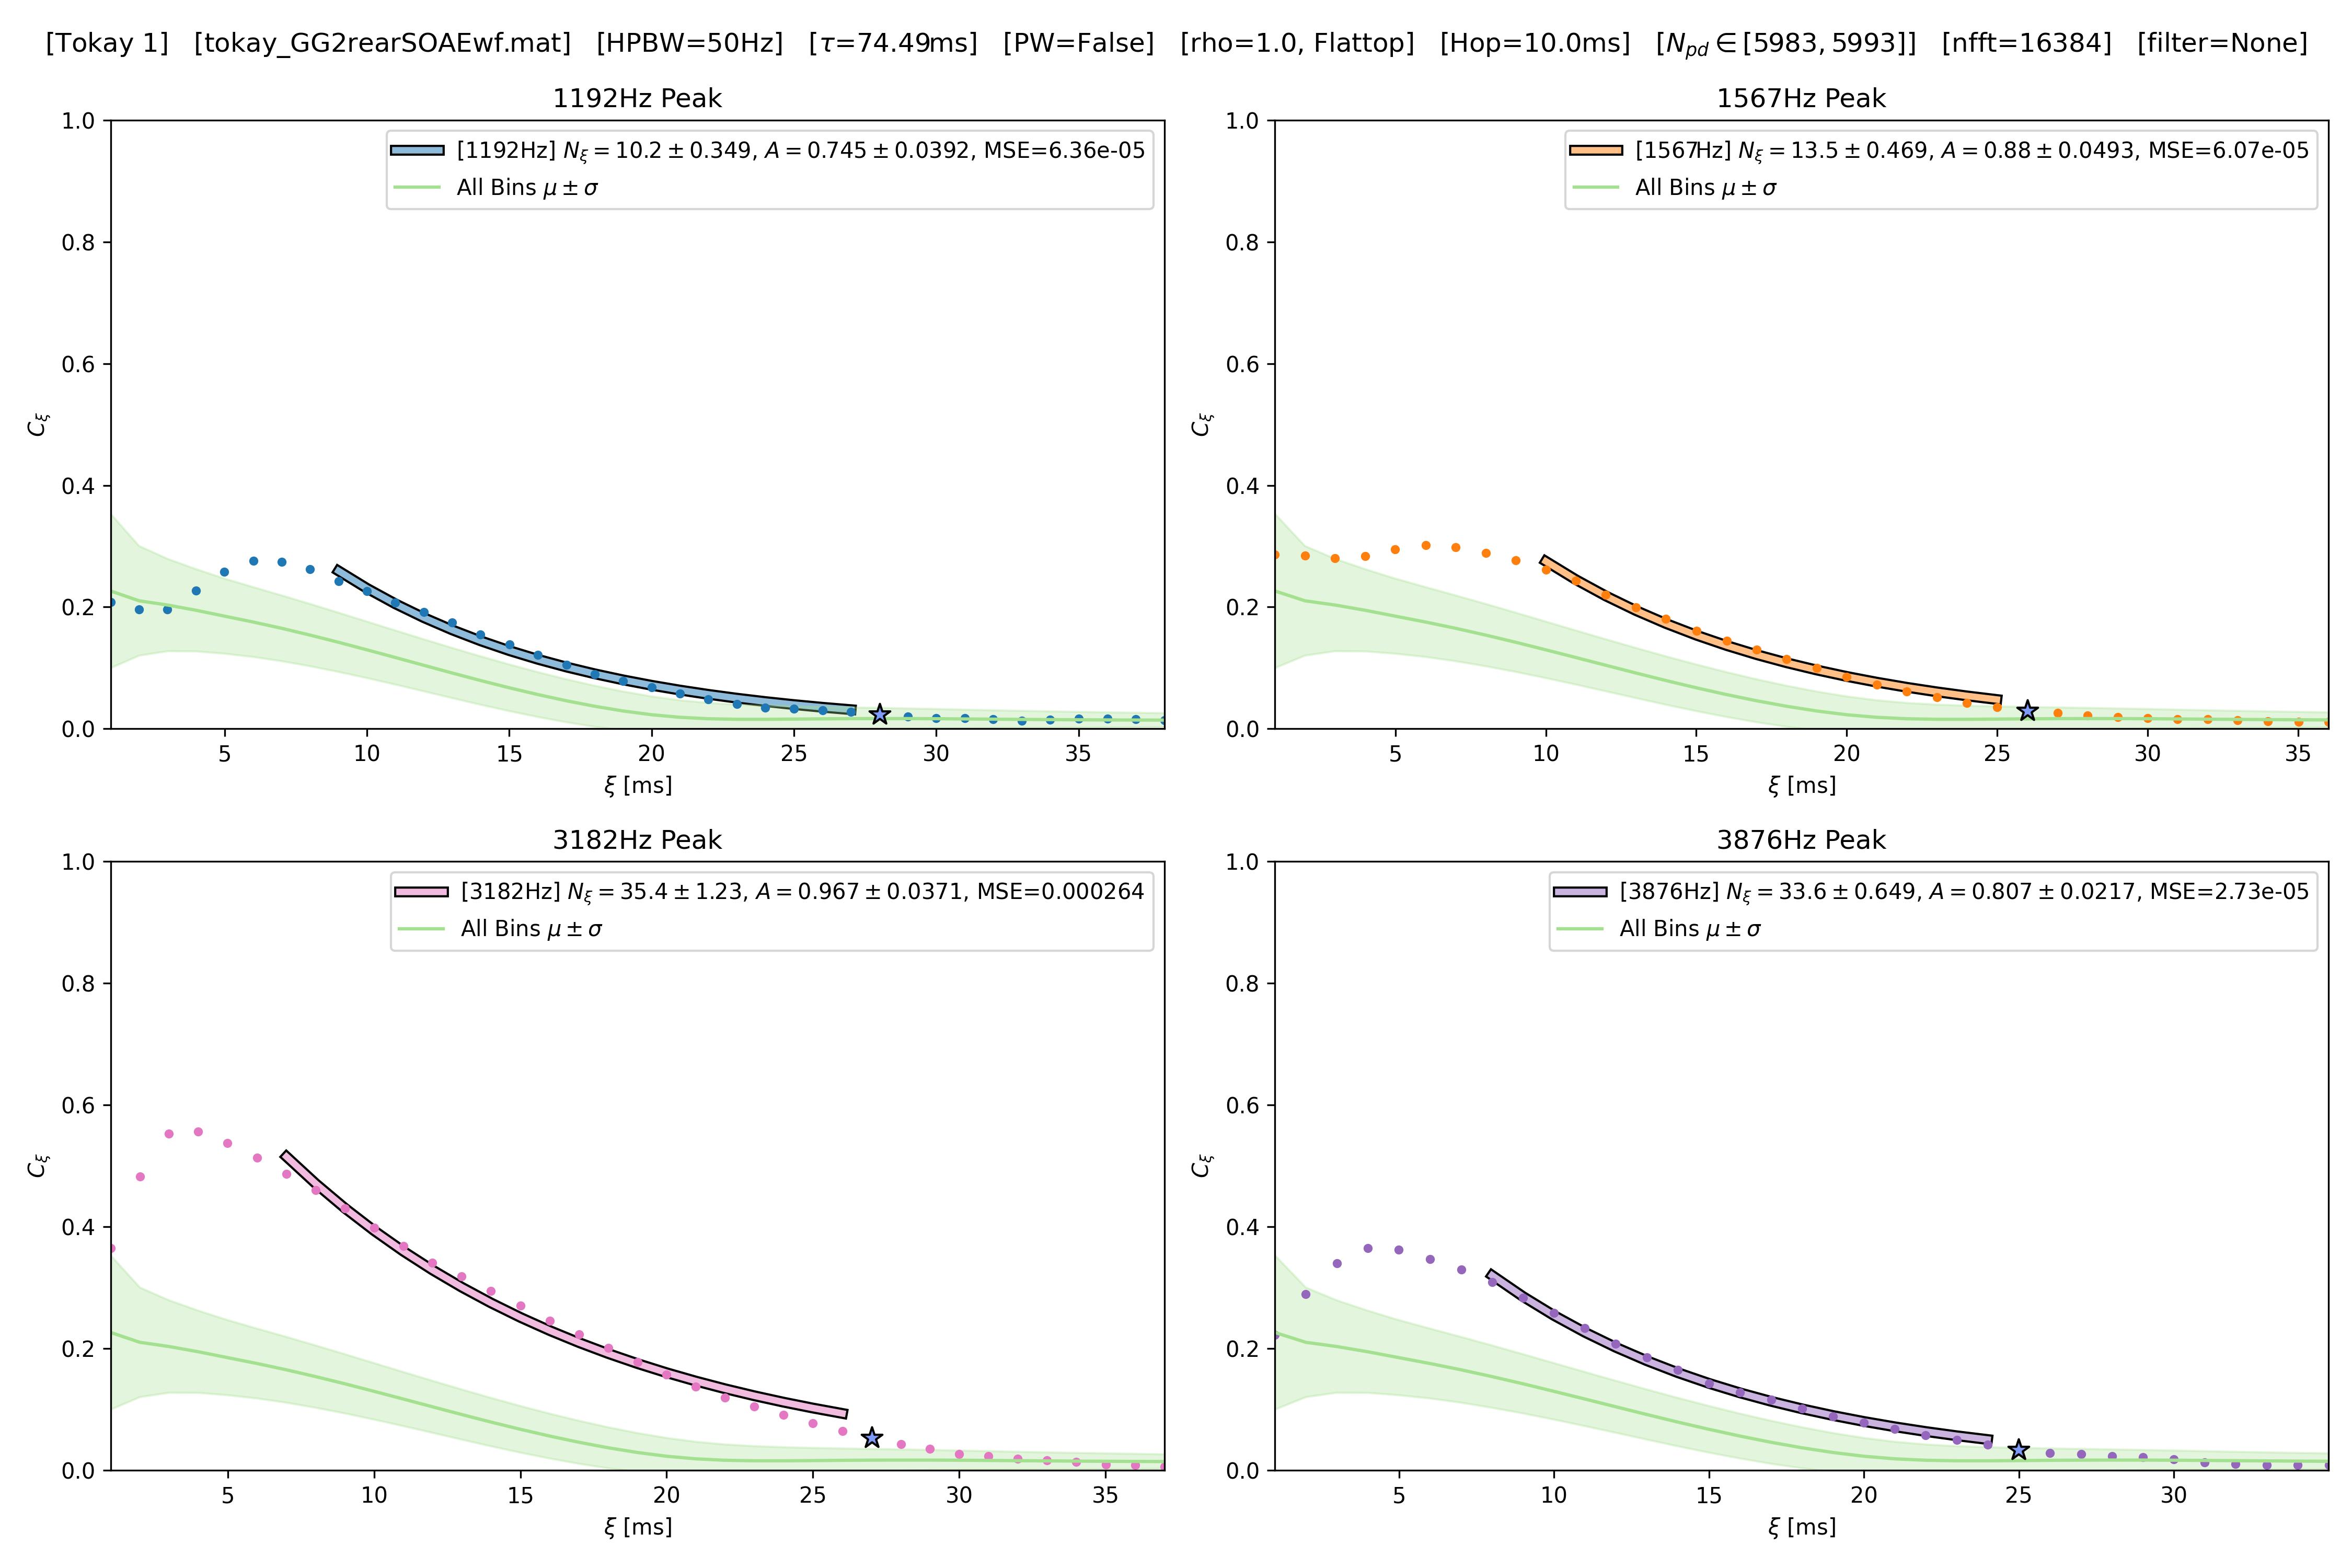 [Tokay 1] [tokay_GG2rearSOAEwf.mat] [HPBW=50Hz] [τ=74.49ms] [PW=False] [rho=1.0, Flattop] [Hop=10.0ms] [N_pd ∈ [5983, 5993]] [nfft=16384] [filter=None]
1192Hz Peak
[1192Hz] N_ξ = 10.2 ± 0.349, A = 0.745 ± 0.0392, MSE=6.36e-05
All Bins μ ± σ
1.0
0.8
0.6
0.4
0.2
0.0
C_ξ
5 10 15 20 25 30 35
ξ [ms]
1567Hz Peak
[1567Hz] N_ξ = 13.5 ± 0.469, A = 0.88 ± 0.0493, MSE=6.07e-05
All Bins μ ± σ
1.0
0.8
0.6
0.4
0.2
0.0
C_ξ
5 10 15 20 25 30 35
ξ [ms]
3182Hz Peak
[3182Hz] N_ξ = 35.4 ± 1.23, A = 0.967 ± 0.0371, MSE=0.000264
All Bins μ ± σ
1.0
0.8
0.6
0.4
0.2
0.0
C_ξ
5 10 15 20 25 30 35
ξ [ms]
3876Hz Peak
[3876Hz] N_ξ = 33.6 ± 0.649, A = 0.807 ± 0.0217, MSE=2.73e-05
All Bins μ ± σ
1.0
0.8
0.6
0.4
0.2
0.0
C_ξ
5 10 15 20 25 30
ξ [ms]